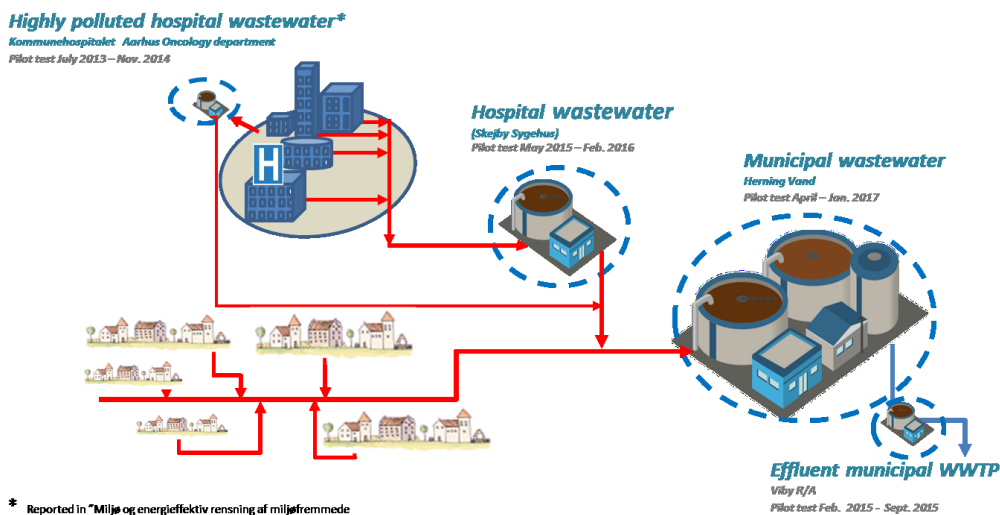 Highly polluted hospital wastewater*
Kommunehospitalet Aarhus Oncology department
Pilot test July 2013 – Nov. 2014
H
Hospital wastewater
(Skejby Sygehus)
Pilot test May 2015 – Feb. 2016
Municipal wastewater
Herning Vand
Pilot test April – Jan. 2017
Effluent municipal WWTP
Viby R/A
Pilot test Feb. 2015 - Sept. 2015
* Reported in "Miljø og energieffektiv rensning af miljøfremmede